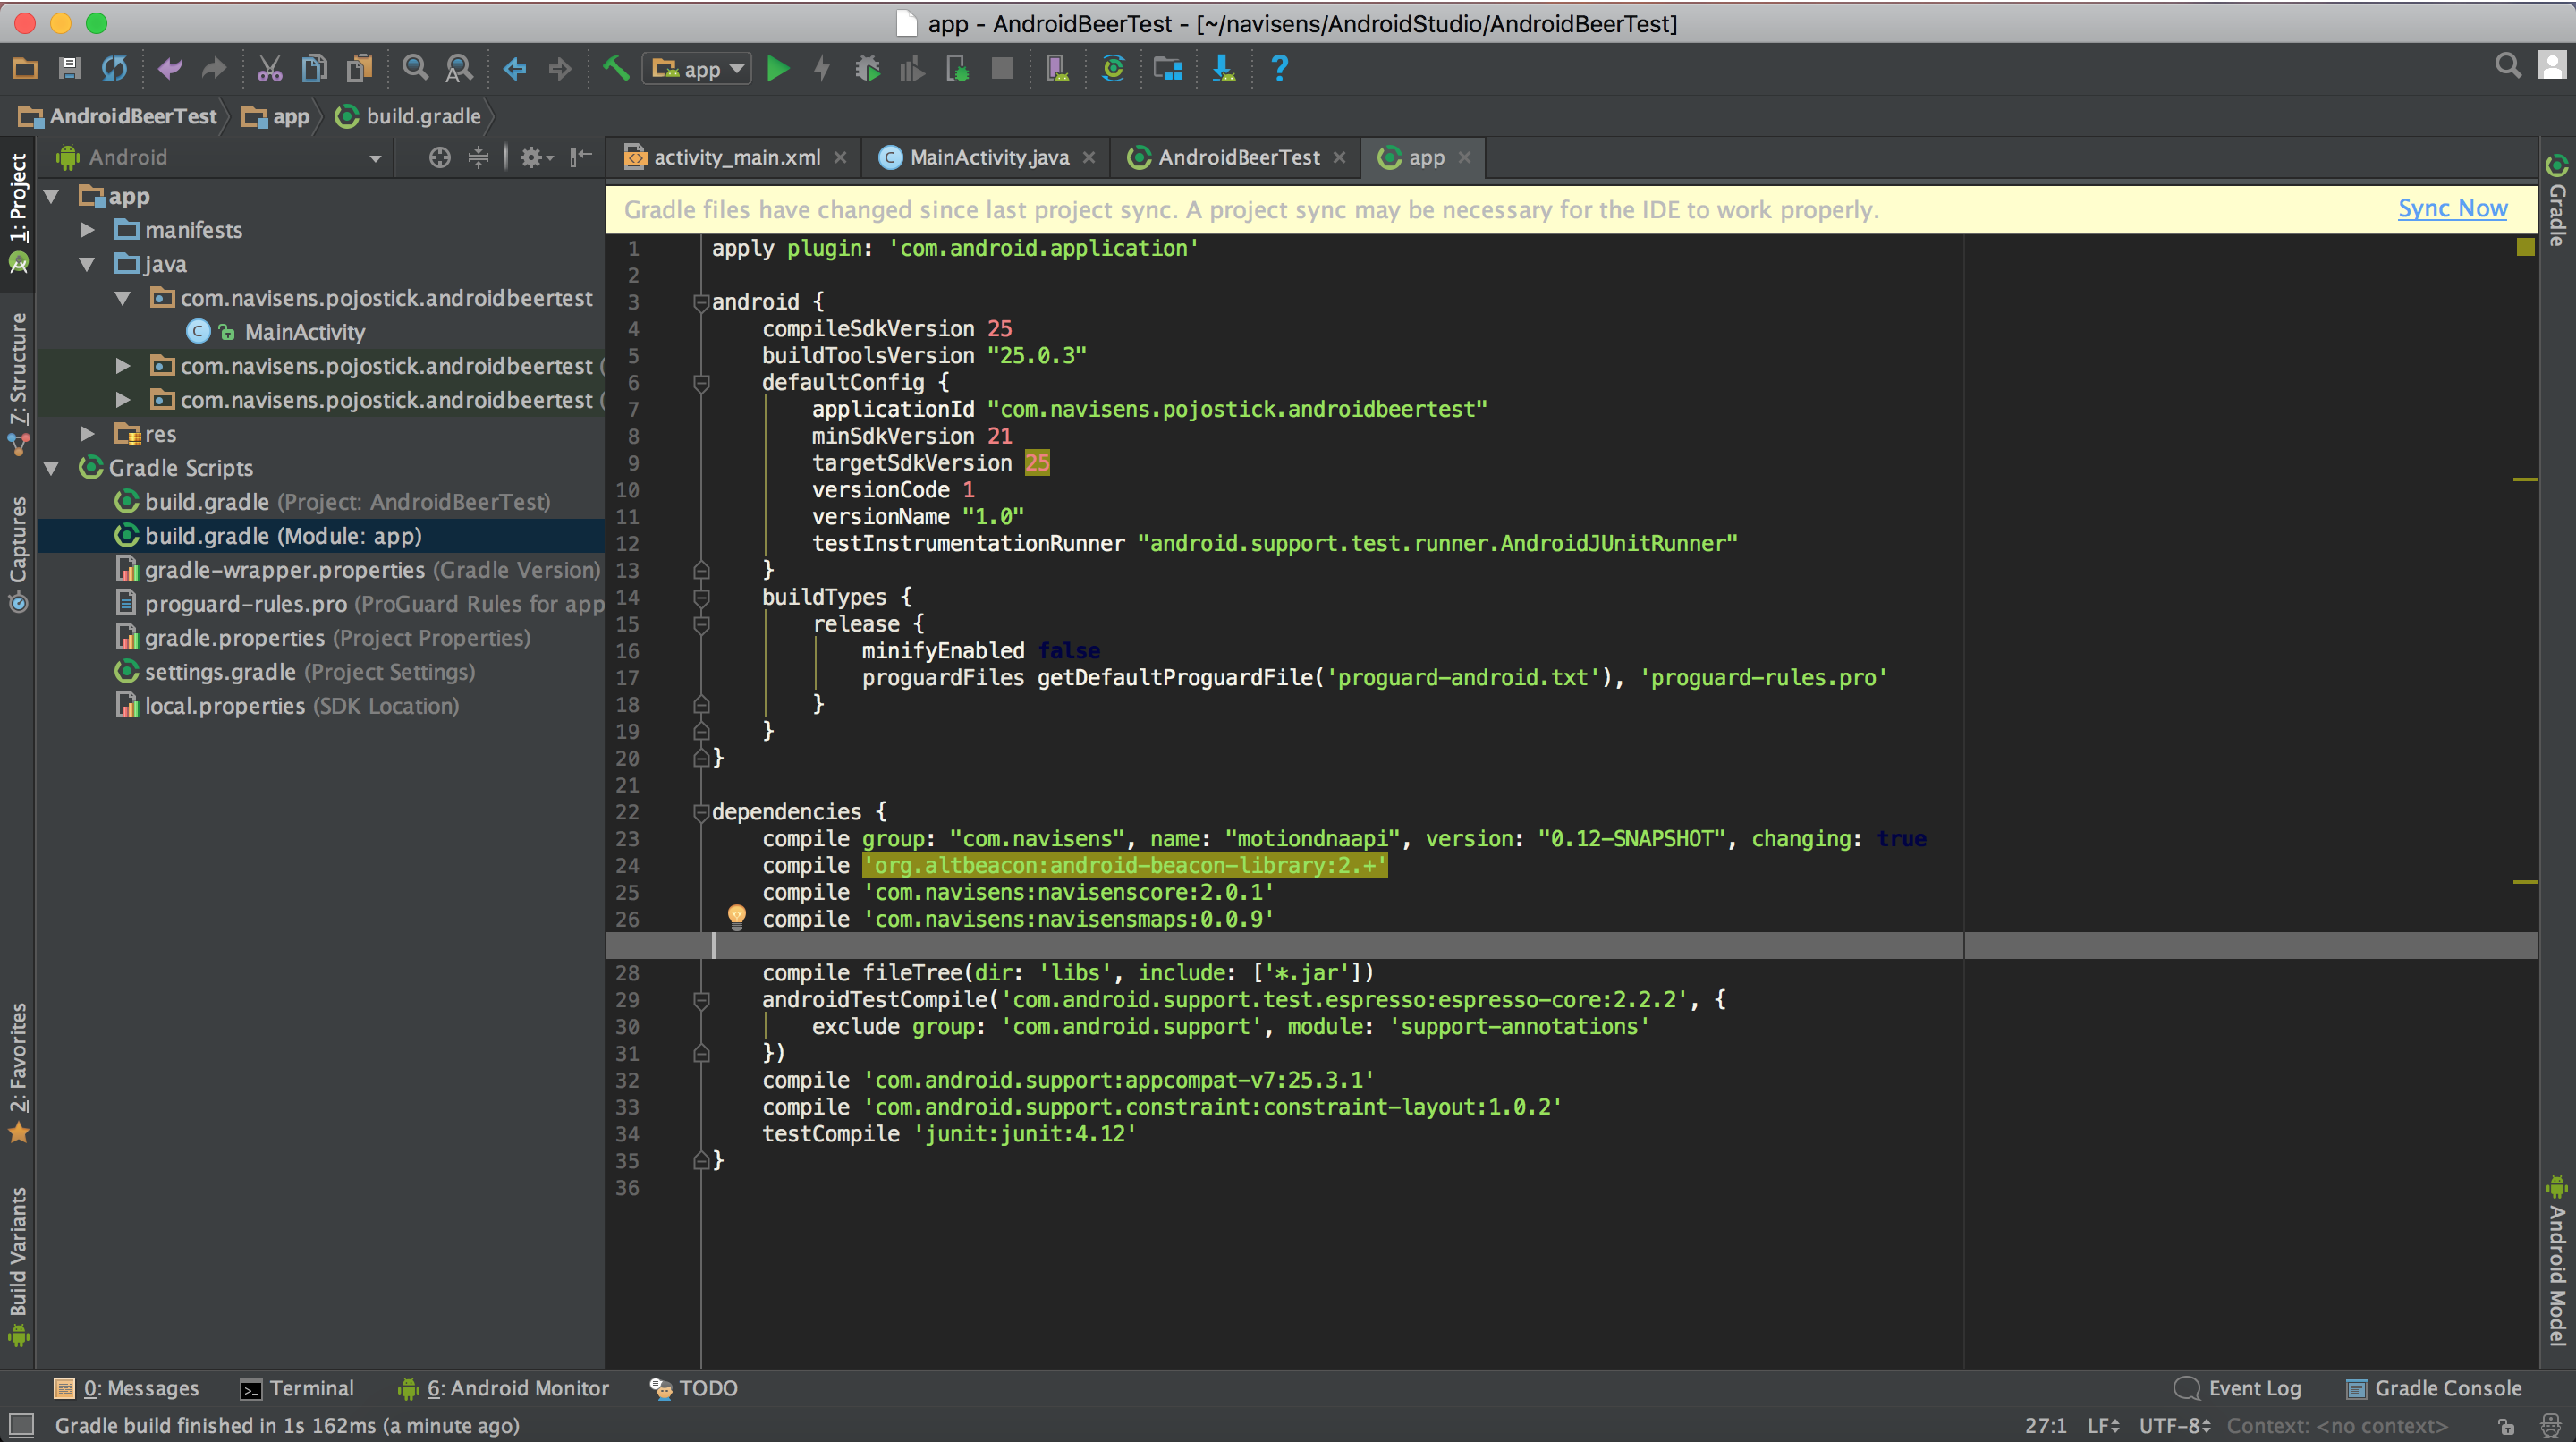 app - AndroidBeerTest - [~/navisens/AndroidStudio/AndroidBeerTest]
app
AndroidBeerTest app build.gradle
Android
activity_main.xml MainActivity.java AndroidBeerTest app
1: Project
Z: Structure
Captures
2: Favorites
Build Variants
app
manifests
java
com.navisens.pojostick.androidbeertest
MainActivity
com.navisens.pojostick.androidbeertest (
com.navisens.pojostick.androidbeertest (
res
Gradle Scripts
build.gradle (Project: AndroidBeerTest)
build.gradle (Module: app)
gradle-wrapper.properties (Gradle Version)
proguard-rules.pro (ProGuard Rules for app
gradle.properties (Project Properties)
settings.gradle (Project Settings)
local.properties (SDK Location)
Gradle files have changed since last project sync. A project sync may be necessary for the IDE to work properly. Sync Now
1 apply plugin: 'com.android.application'
2
3 android {
4     compileSdkVersion 25
5     buildToolsVersion "25.0.3"
6     defaultConfig {
7         applicationId "com.navisens.pojostick.androidbeertest"
8         minSdkVersion 21
9         targetSdkVersion 25
10         versionCode 1
11         versionName "1.0"
12         testInstrumentationRunner "android.support.test.runner.AndroidJUnitRunner"
13     }
14     buildTypes {
15         release {
16             minifyEnabled false
17             proguardFiles getDefaultProguardFile('proguard-android.txt'), 'proguard-rules.pro'
18         }
19     }
20 }
21
22 dependencies {
23     compile group: "com.navisens", name: "motiondnaapi", version: "0.12-SNAPSHOT", changing: true
24     compile 'org.altbeacon:android-beacon-library:2.+'
25     compile 'com.navisens:navisenscore:2.0.1'
26     compile 'com.navisens:navisensmaps:0.0.9'
28     compile fileTree(dir: 'libs', include: ['*.jar'])
29     androidTestCompile('com.android.support.test.espresso:espresso-core:2.2.2', {
30         exclude group: 'com.android.support', module: 'support-annotations'
31     })
32     compile 'com.android.support:appcompat-v7:25.3.1'
33     compile 'com.android.support.constraint:constraint-layout:1.0.2'
34     testCompile 'junit:junit:4.12'
35 }
36
Gradle
Android Model
0: Messages Terminal 6: Android Monitor TODO Event Log Gradle Console
Gradle build finished in 1s 162ms (a minute ago) 27:1 LF UTF-8 Context: <no context>